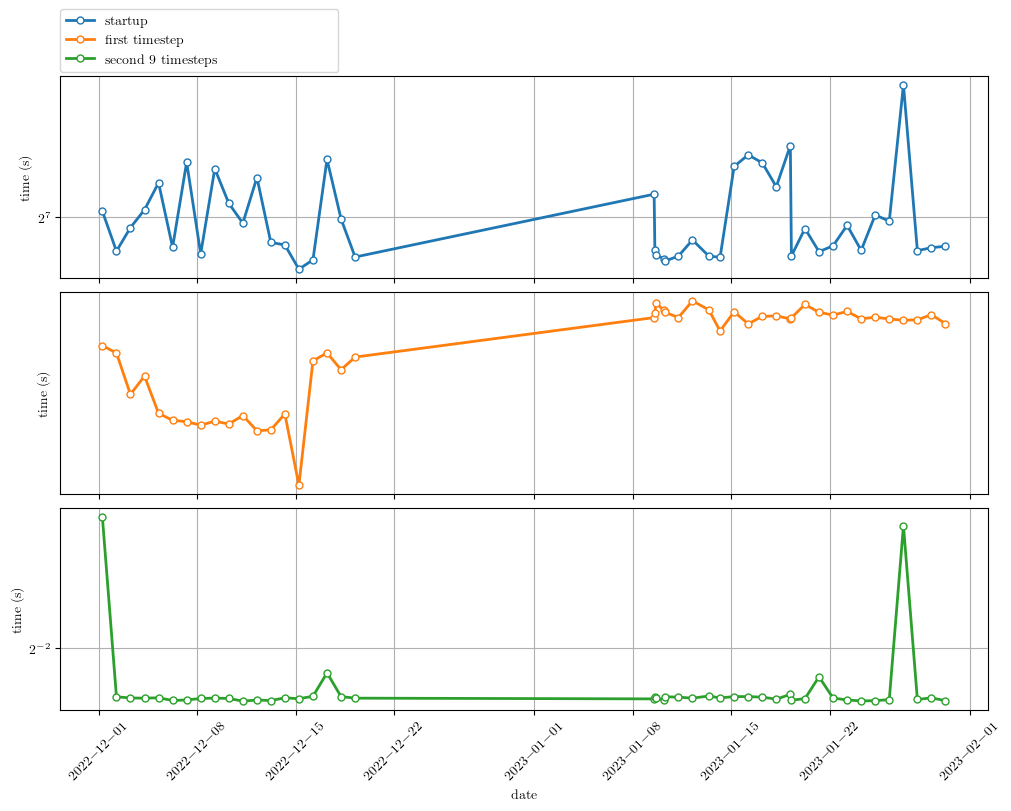 startup
first timestep
second 9 timesteps
time (s)
2^7
time (s)
time (s)
2^−2
2022−12−01
2022−12−08
2022−12−15
2022−12−22
2023−01−01
2023−01−08
2023−01−15
2023−01−22
2023−02−01
date